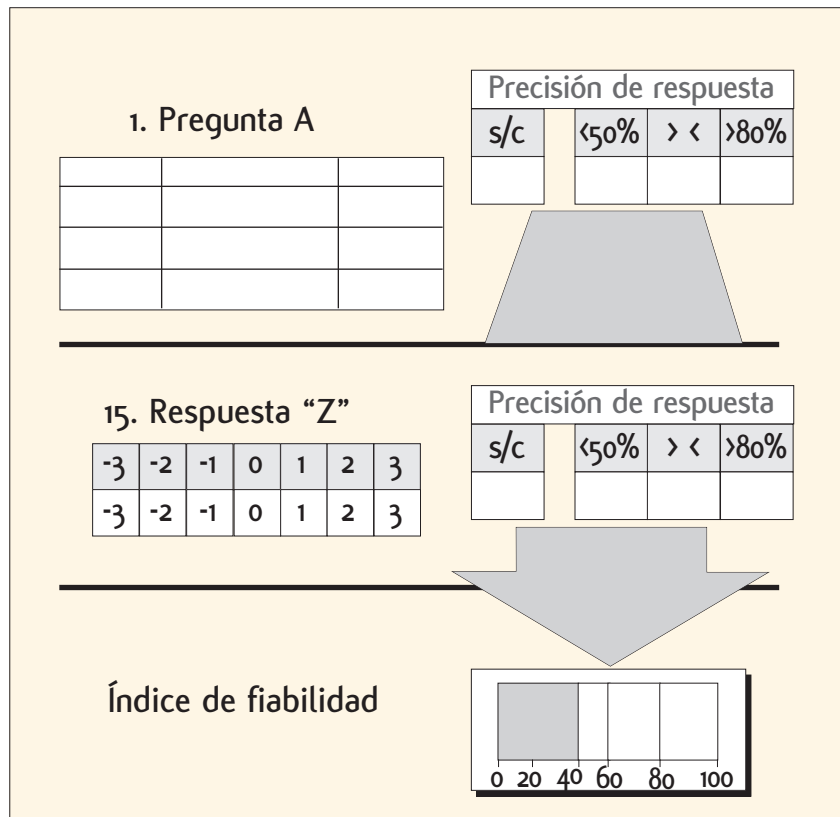 1. Pregunta A
Precisión de respuesta
s/c <50% > < >80%
15. Respuesta “Z”
-3 -2 -1 0 1 2 3
-3 -2 -1 0 1 2 3
Precisión de respuesta
s/c <50% > < >80%
Índice de fiabilidad
0 20 40 60 80 100